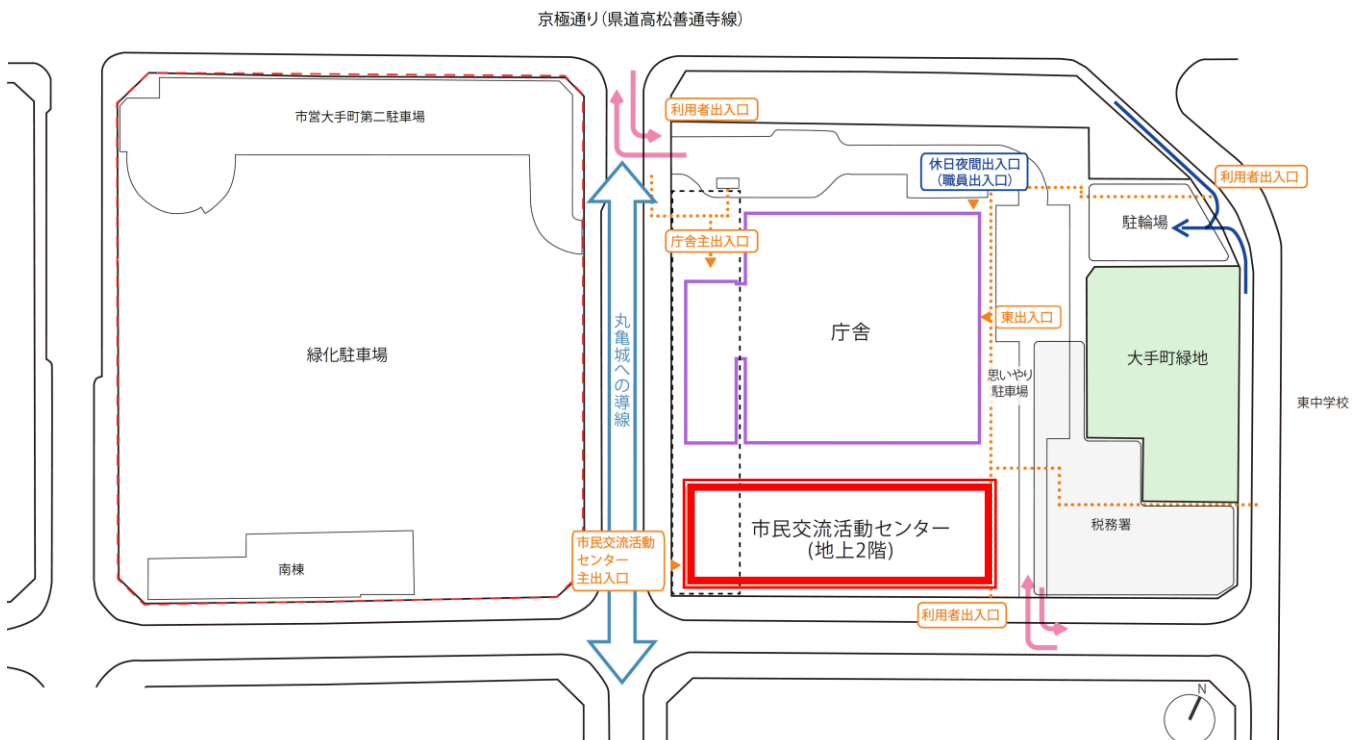 京極通り（県道高松善通寺線）
市営大手町第二駐車場
利用者出入口
休日夜間出入口
（職員出入口）
利用者出入口
駐輪場
庁舎主出入口
東出入口
庁舎
丸亀城への導線
緑化駐車場
大手町緑地
思いやり
駐車場
東中学校
市民交流活動センター
(地上2階)
税務署
市民交流活動
センター
主出入口
南棟
利用者出入口
N